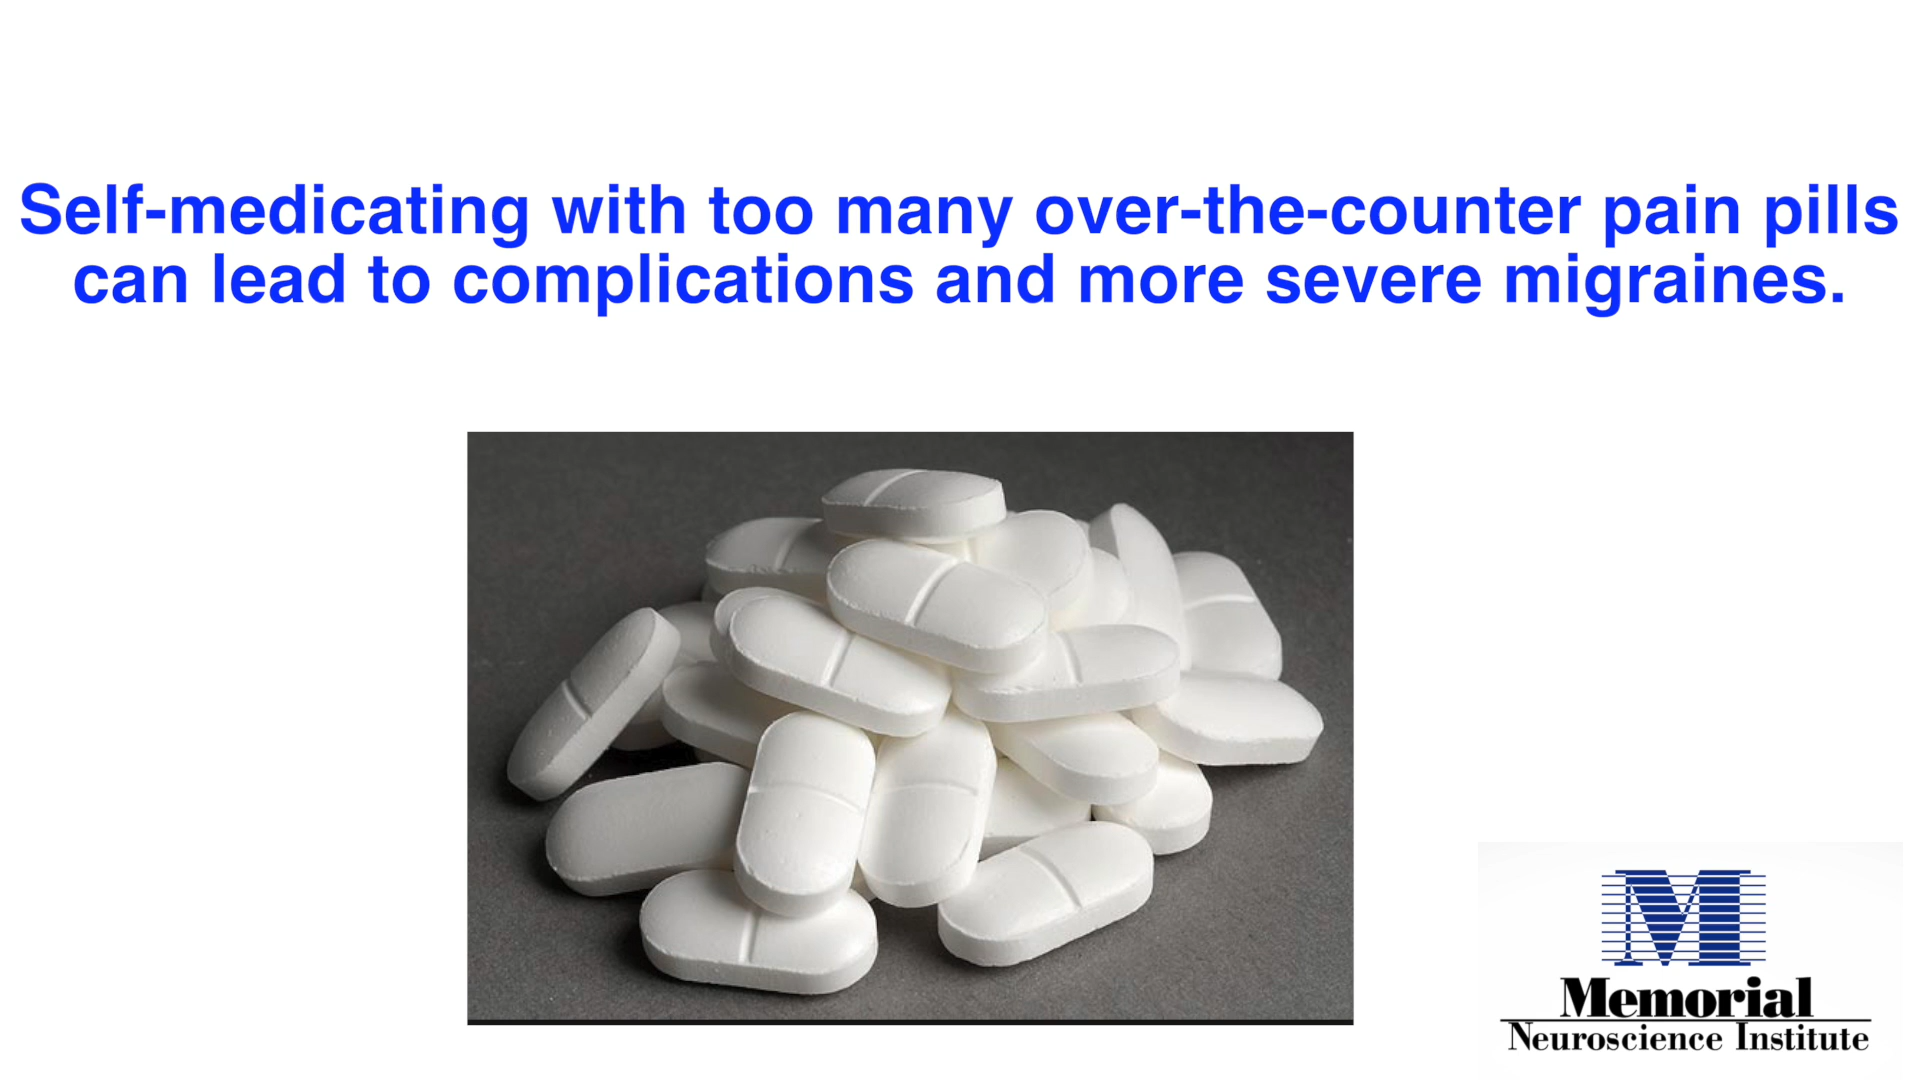 Self-medicating with too many over-the-counter pain pills
can lead to complications and more severe migraines.
M
Memorial
Neuroscience Institute